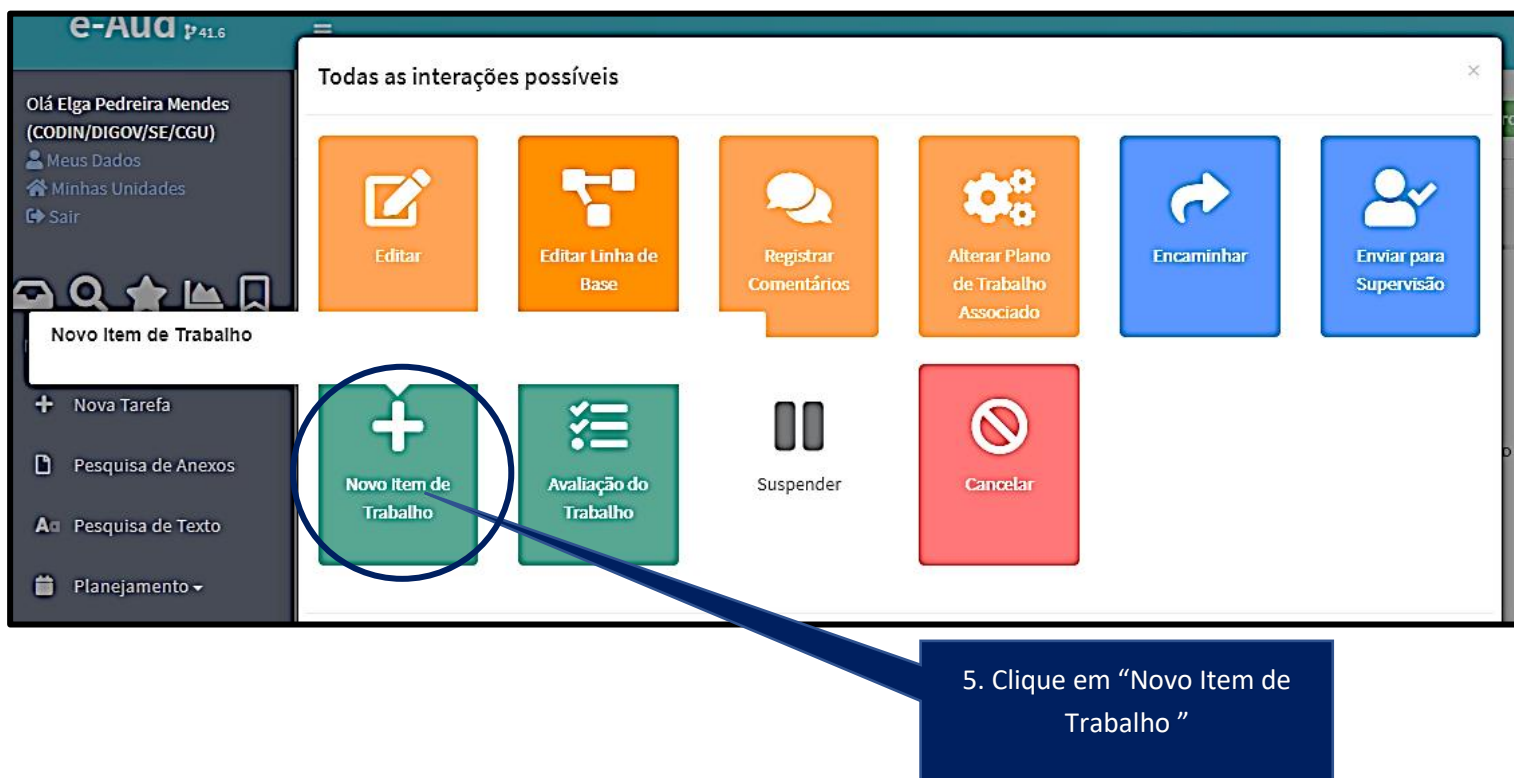 e-Aud 41.6
Todas as interações possíveis
×
Olá Elga Pedreira Mendes
(CODIN/DIGOV/SE/CGU)
Meus Dados
Minhas Unidades
Sair
Editar
Editar Linha de
Base
Registrar
Comentários
Alterar Plano
de Trabalho
Associado
Encaminhar
Enviar para
Supervisão
Novo Item de Trabalho
Nova Tarefa
Pesquisa de Anexos
Aa Pesquisa de Texto
Planejamento
Novo Item de
Trabalho
Avaliação do
Trabalho
Suspender
Cancelar
5. Clique em “Novo Item de
Trabalho ”